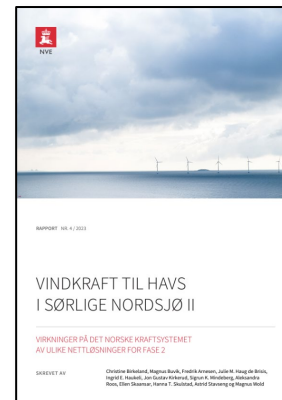 NVE
RAPPORT NR. 4 / 2023
VINDKRAFT TIL HAVS
I SØRLIGE NORDSJØ II
VIRKNINGER PÅ DET NORSKE KRAFTSYSTEMET
AV ULIKE NETTLØSNINGER FOR FASE 2
SKREVET AV
Christine Birkeland, Magnus Buvik, Fredrik Arnesen, Julie M. Haug de Brisis,
Ingrid E. Haukeli, Jon Gustav Kirkerud, Sigrun K. Mindeberg, Aleksandra
Roos, Ellen Skaansar, Hanna T. Skulstad, Astrid Stavseng og Magnus Wold